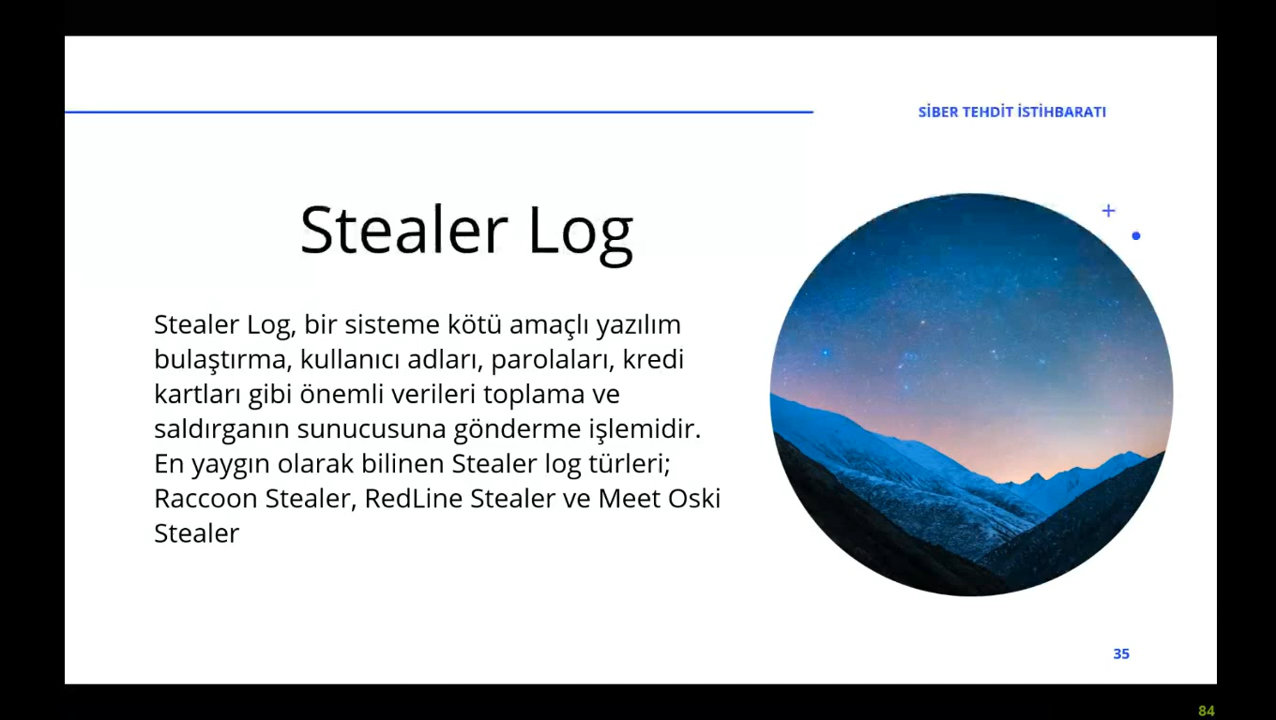 SİBER TEHDİT İSTİHBARATI
Stealer Log
Stealer Log, bir sisteme kötü amaçlı yazılım
bulaştırma, kullanıcı adları, parolaları, kredi
kartları gibi önemli verileri toplama ve
saldırganın sunucusuna gönderme işlemidir.
En yaygın olarak bilinen Stealer log türleri;
Raccoon Stealer, RedLine Stealer ve Meet Oski
Stealer
35
84